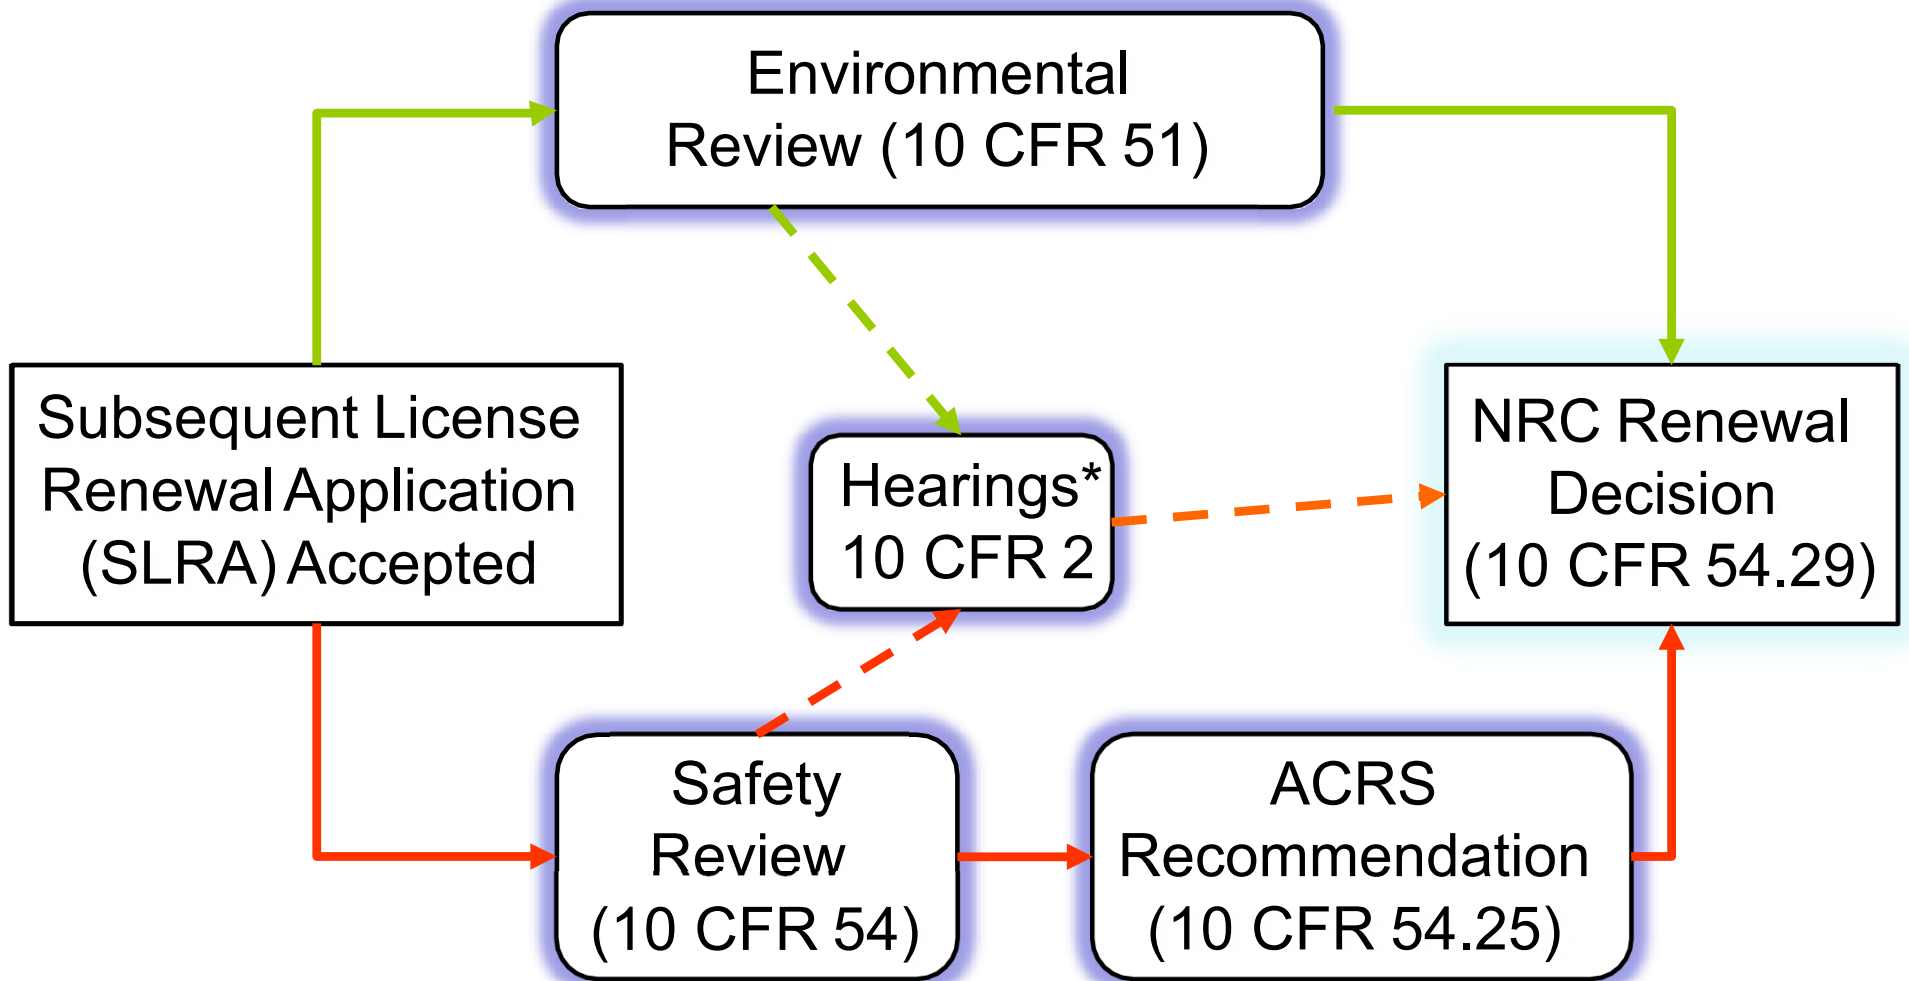 Environmental
Review (10 CFR 51)
Subsequent License
Renewal Application
(SLRA) Accepted
Hearings*
10 CFR 2
NRC Renewal
Decision
(10 CFR 54.29)
Safety
Review
(10 CFR 54)
ACRS
Recommendation
(10 CFR 54.25)